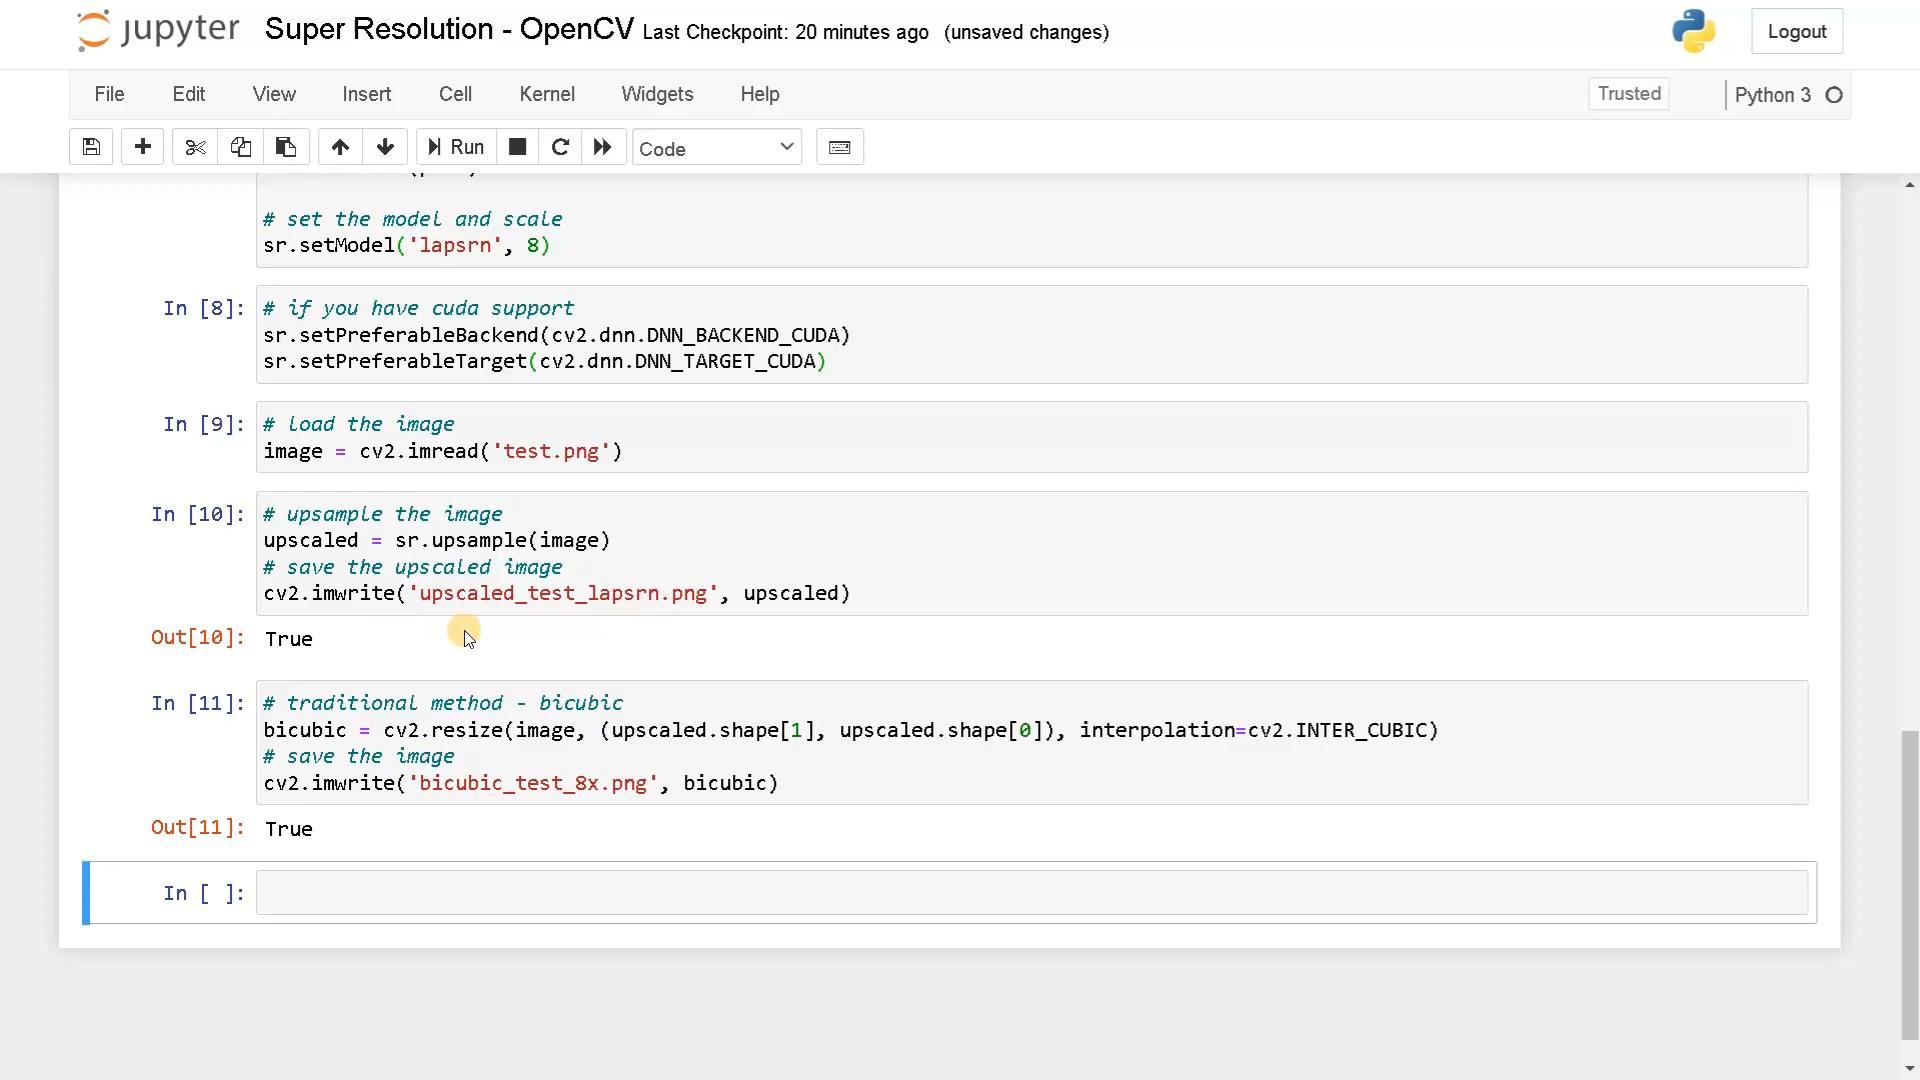 jupyter Super Resolution - OpenCV Last Checkpoint: 20 minutes ago (unsaved changes) Logout
File Edit View Insert Cell Kernel Widgets Help Trusted Python 3
Run Code
# set the model and scale
sr.setModel('lapsrn', 8)
In [8]: # if you have cuda support
sr.setPreferableBackend(cv2.dnn.DNN_BACKEND_CUDA)
sr.setPreferableTarget(cv2.dnn.DNN_TARGET_CUDA)
In [9]: # load the image
image = cv2.imread('test.png')
In [10]: # upsample the image
upscaled = sr.upsample(image)
# save the upscaled image
cv2.imwrite('upscaled_test_lapsrn.png', upscaled)
Out[10]: True
In [11]: # traditional method - bicubic
bicubic = cv2.resize(image, (upscaled.shape[1], upscaled.shape[0]), interpolation=cv2.INTER_CUBIC)
# save the image
cv2.imwrite('bicubic_test_8x.png', bicubic)
Out[11]: True
In [ ]: